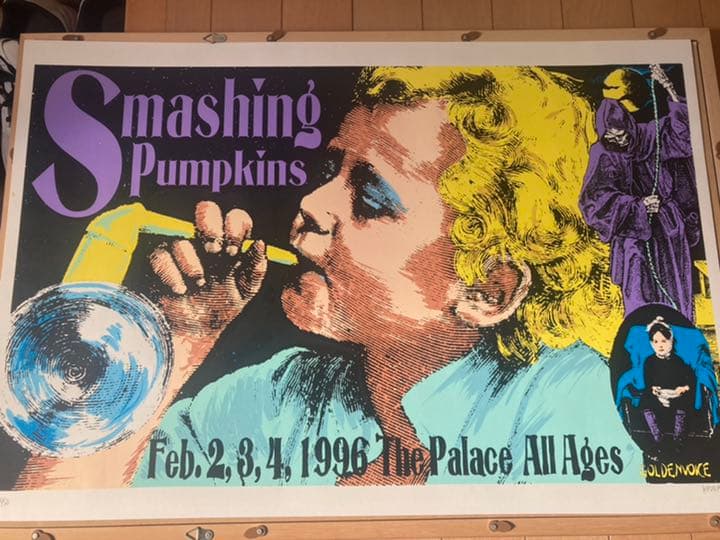 Smashing
Pumpkins
Feb. 2, 3, 4, 1996 The Palace All Ages
GOLDENVOICE